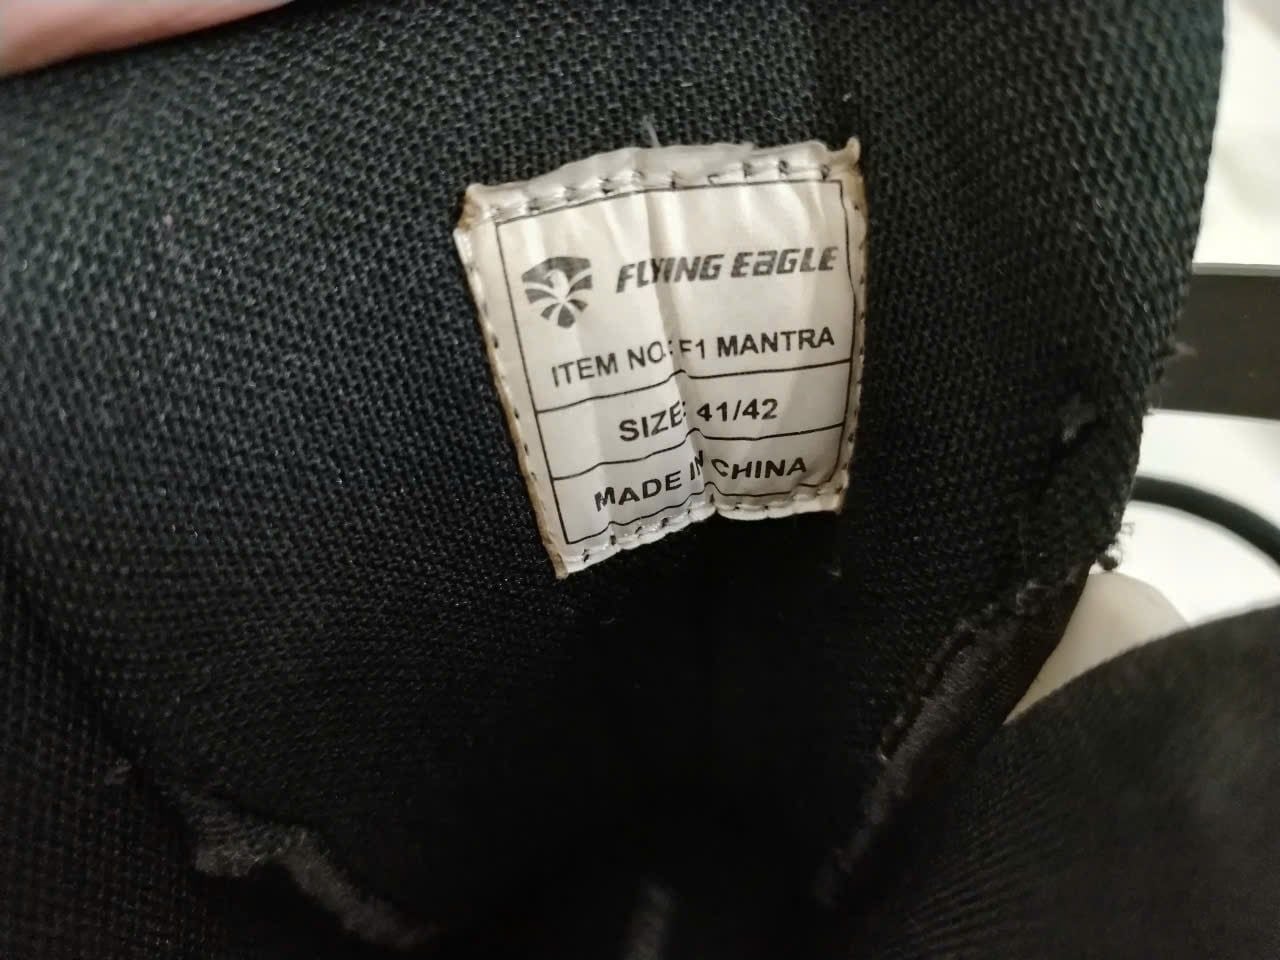 FLYING EAGLE
ITEM NO: F1 MANTRA
SIZE: 41/42
MADE IN CHINA